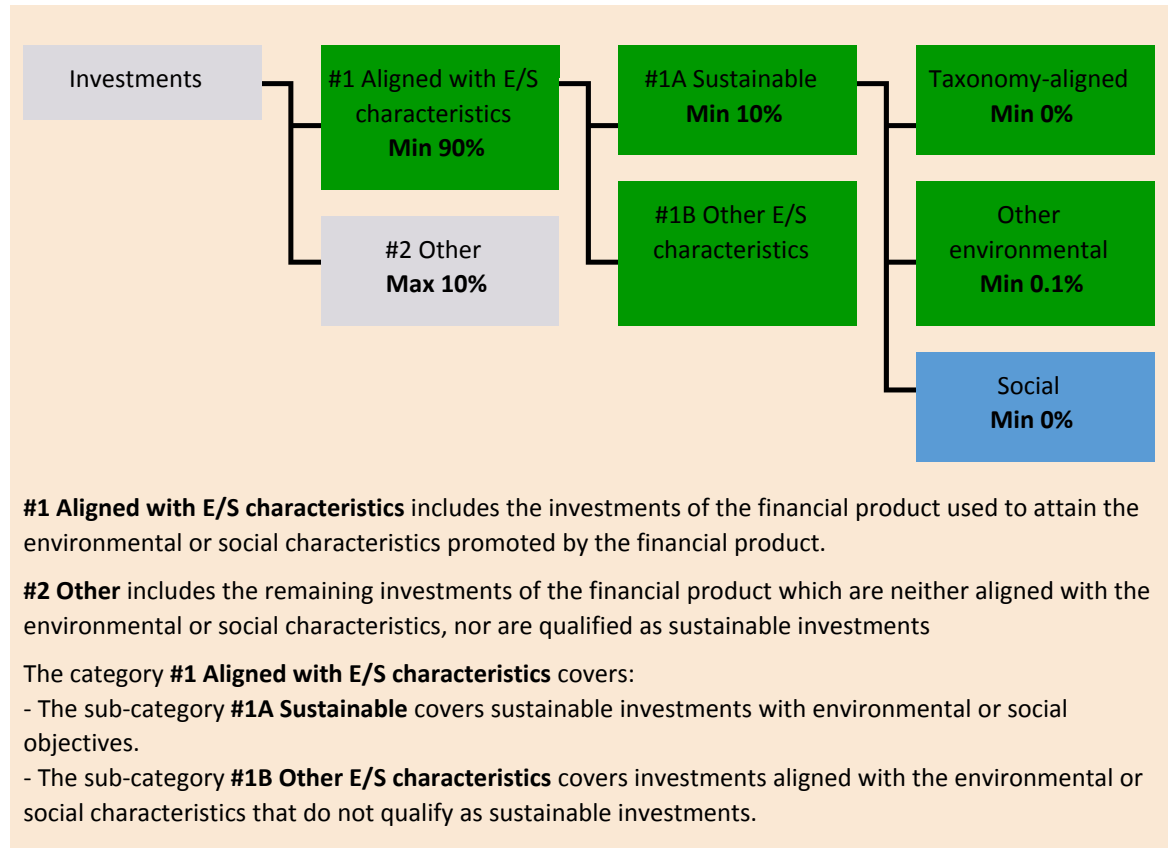 Investments
#1 Aligned with E/S
characteristics
Min 90%
#2 Other
Max 10%
#1A Sustainable
Min 10%
#1B Other E/S
characteristics
Taxonomy-aligned
Min 0%
Other
environmental
Min 0.1%
Social
Min 0%
#1 Aligned with E/S characteristics includes the investments of the financial product used to attain the
environmental or social characteristics promoted by the financial product.
#2 Other includes the remaining investments of the financial product which are neither aligned with the
environmental or social characteristics, nor are qualified as sustainable investments
The category #1 Aligned with E/S characteristics covers:
- The sub-category #1A Sustainable covers sustainable investments with environmental or social
objectives.
- The sub-category #1B Other E/S characteristics covers investments aligned with the environmental or
social characteristics that do not qualify as sustainable investments.